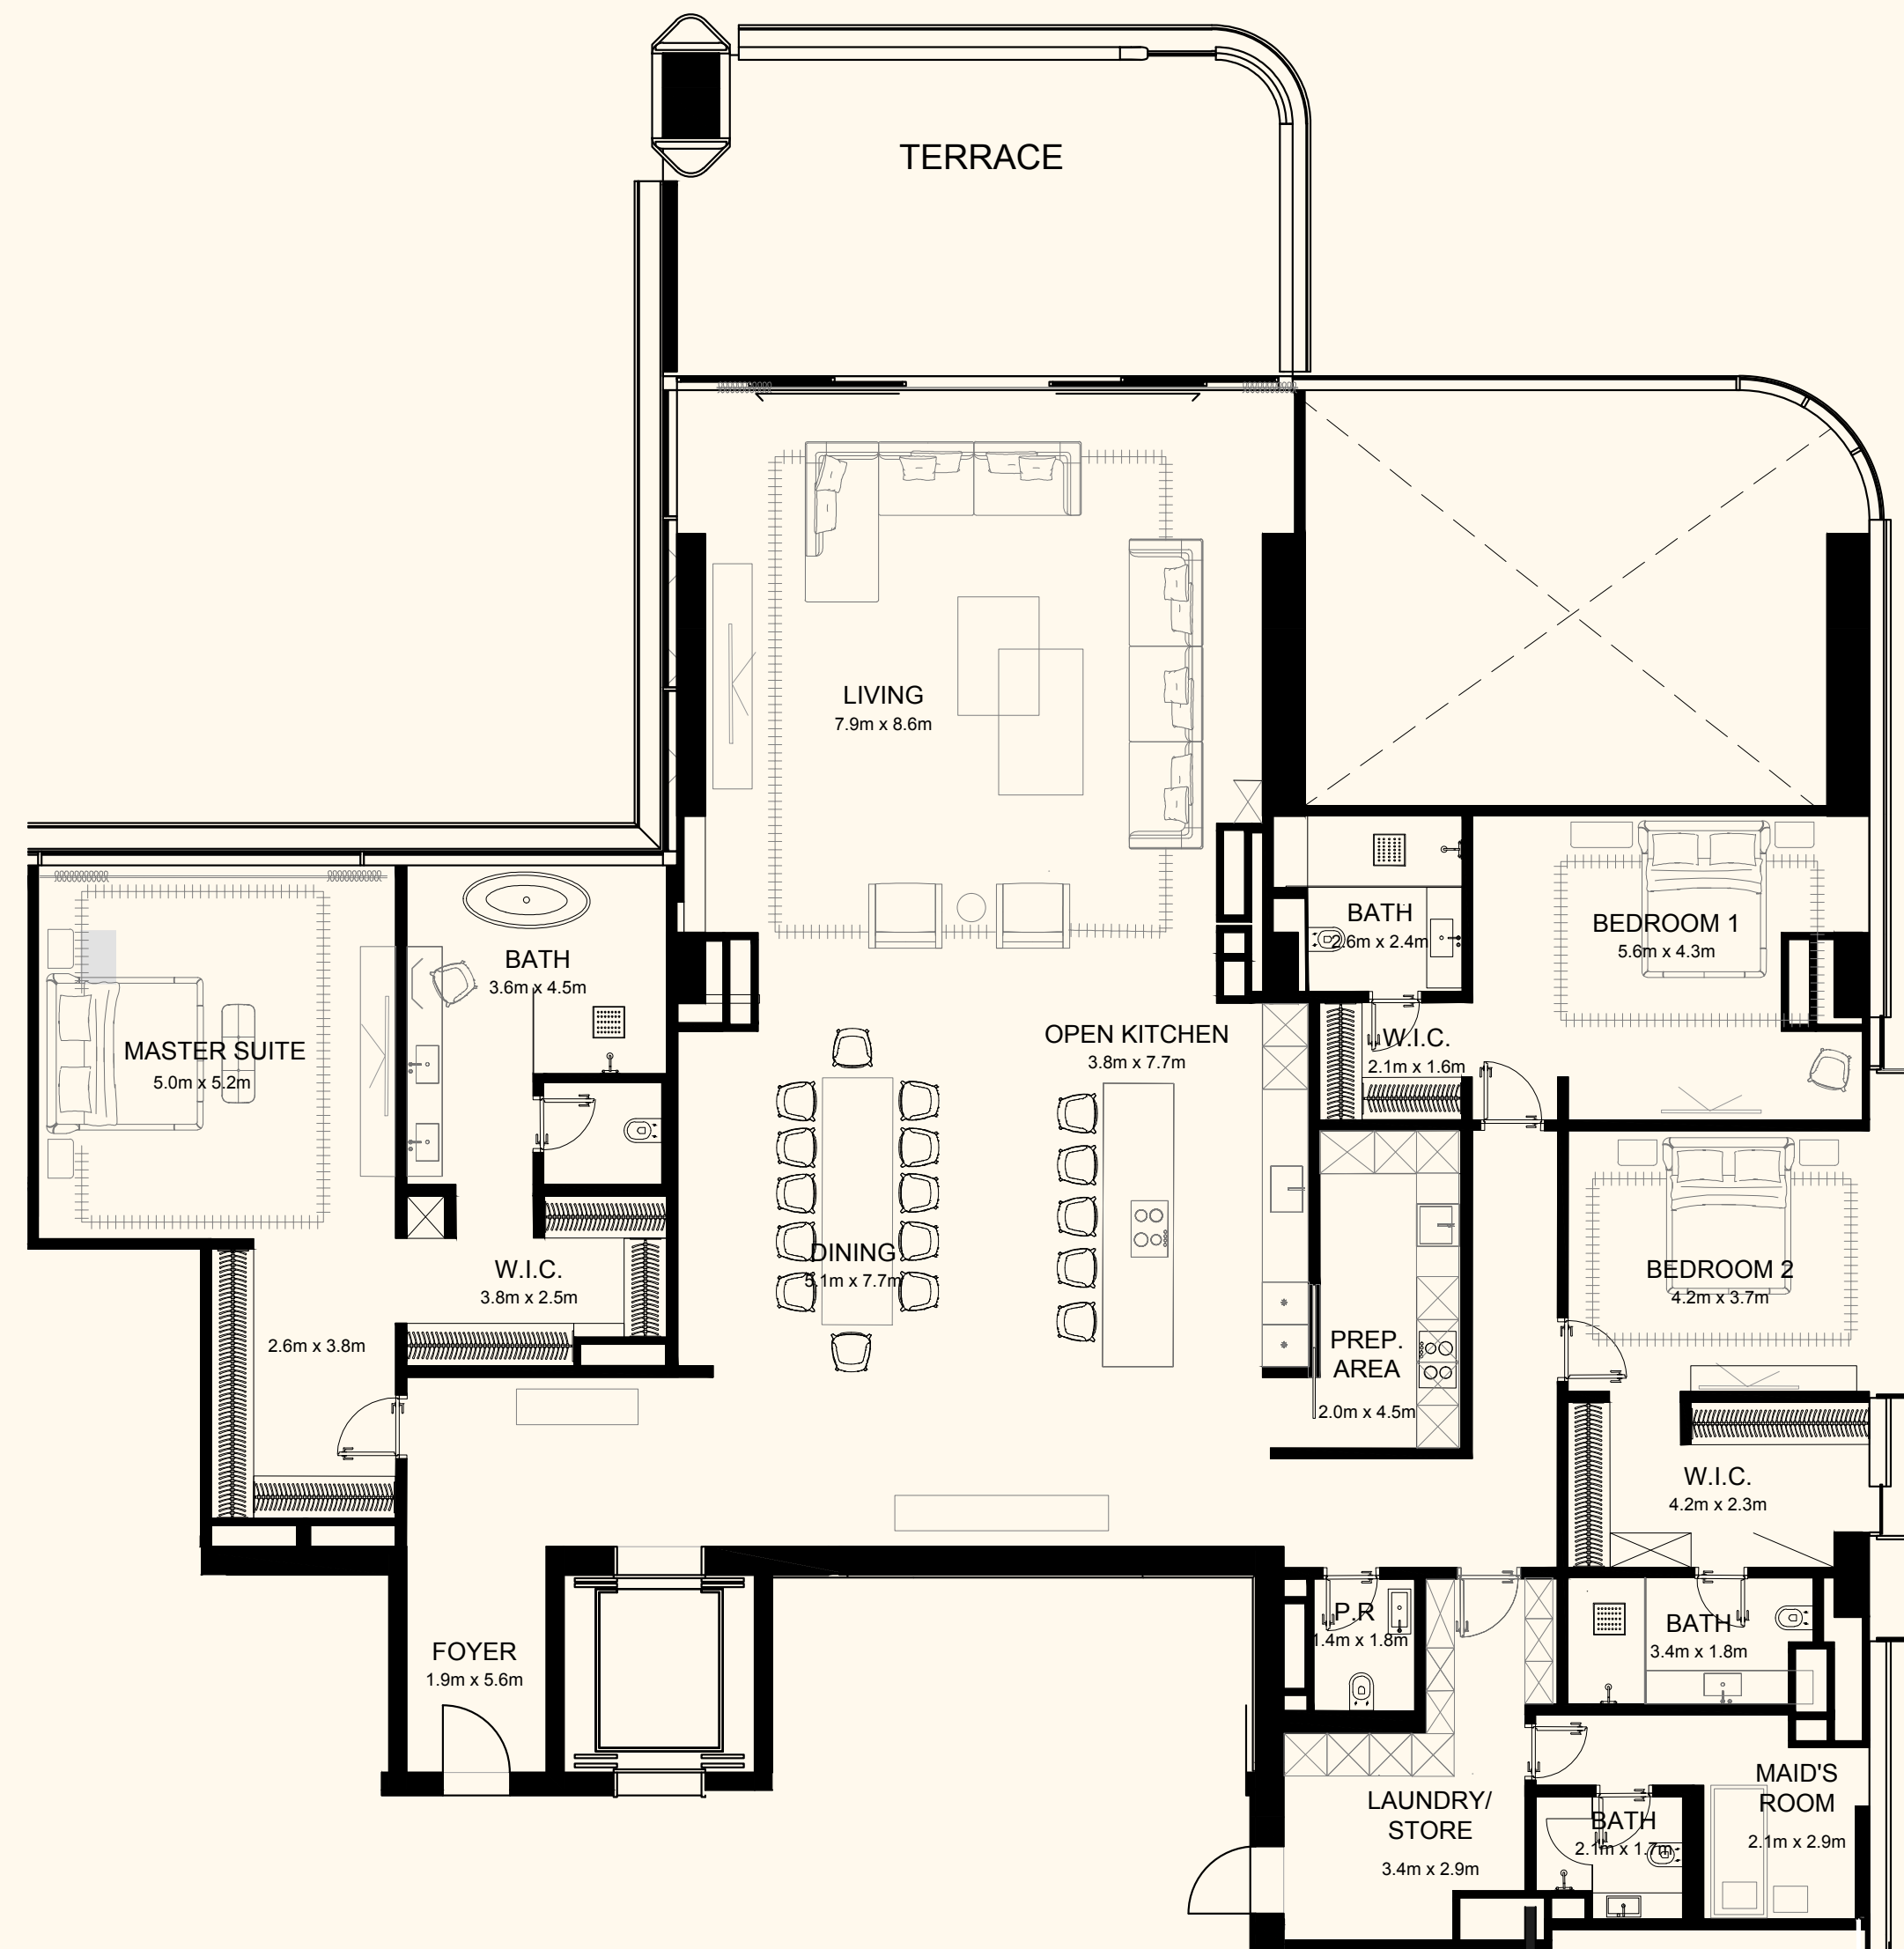 TERRACE
LIVING
7.9m x 8.6m
BATH
2.6m x 2.4m
BEDROOM 1
5.6m x 4.3m
BATH
3.6m x 4.5m
MASTER SUITE
5.0m x 5.2m
OPEN KITCHEN
3.8m x 7.7m
W.I.C.
2.1m x 1.6m
DINING
5.1m x 7.7m
W.I.C.
3.8m x 2.5m
BEDROOM 2
4.2m x 3.7m
2.6m x 3.8m
PREP.
AREA
2.0m x 4.5m
W.I.C.
4.2m x 2.3m
FOYER
1.9m x 5.6m
P.R
1.4m x 1.8m
BATH
3.4m x 1.8m
LAUNDRY/
STORE
3.4m x 2.9m
BATH
2.1m x 1.7m
MAID'S
ROOM
2.1m x 2.9m